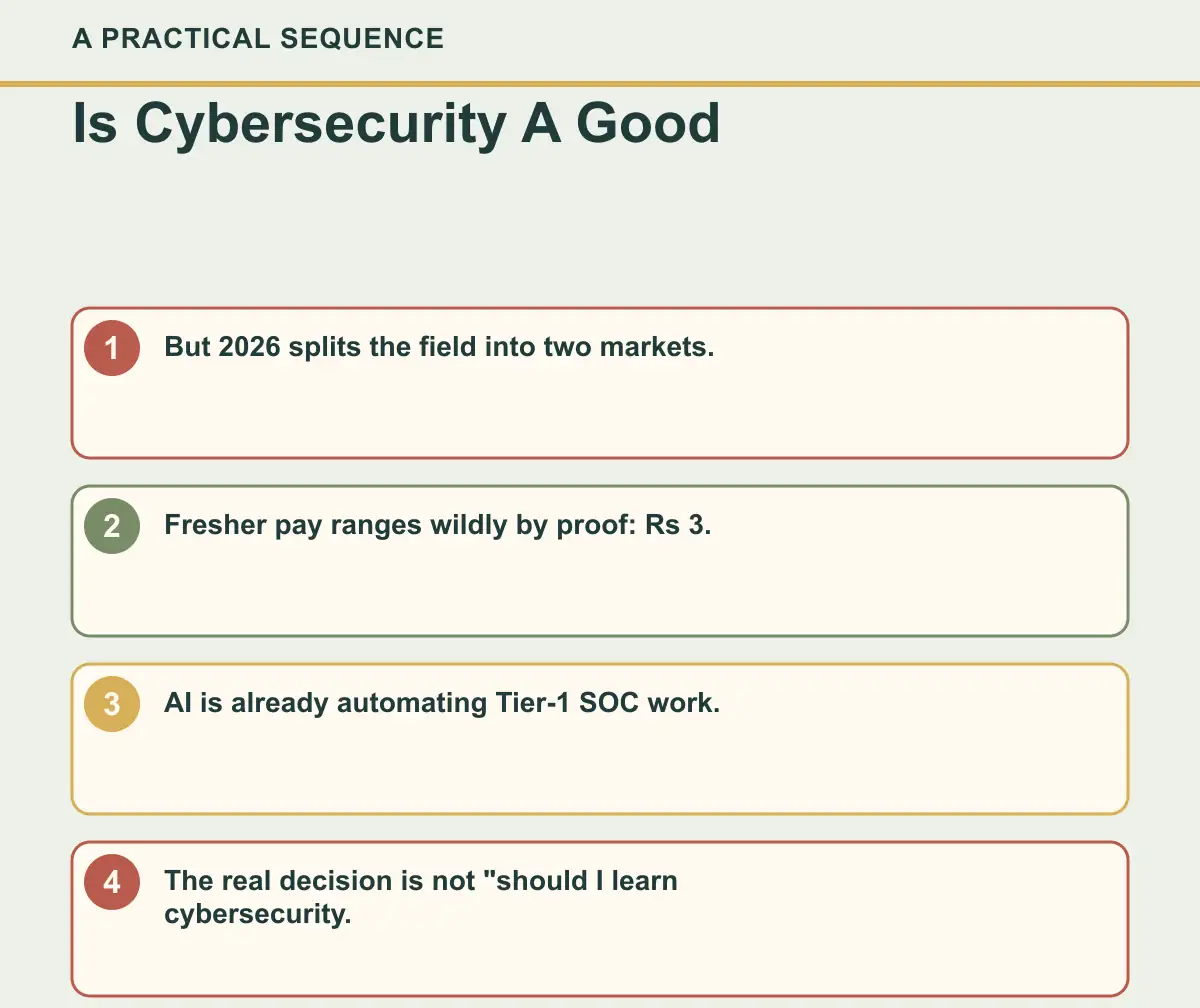 A PRACTICAL SEQUENCE
Is Cybersecurity A Good
1
But 2026 splits the field into two markets.
2
Fresher pay ranges wildly by proof: Rs 3.
3
AI is already automating Tier-1 SOC work.
4
The real decision is not "should I learn
cybersecurity.